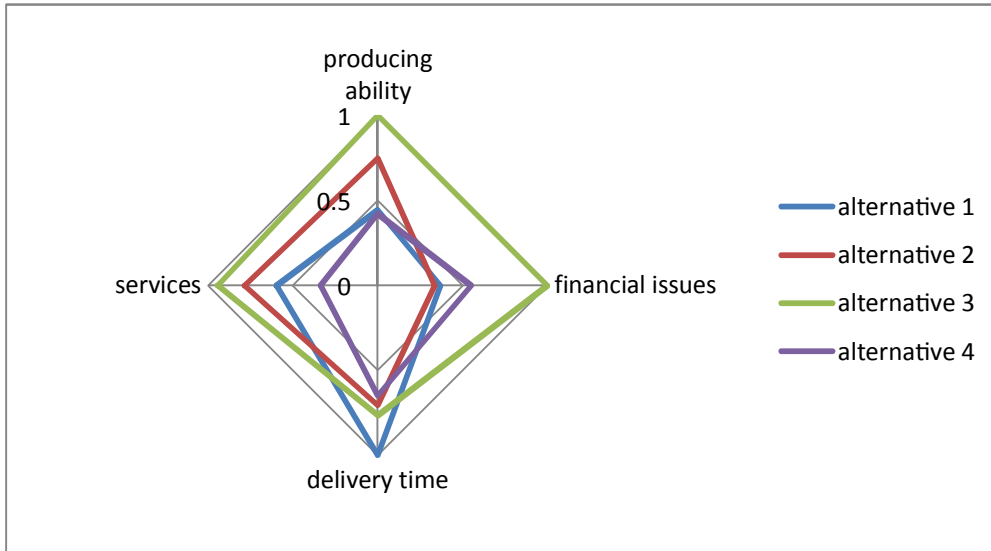 producing
ability
1
0.5
0
services
financial issues
delivery time
alternative 1
alternative 2
alternative 3
alternative 4